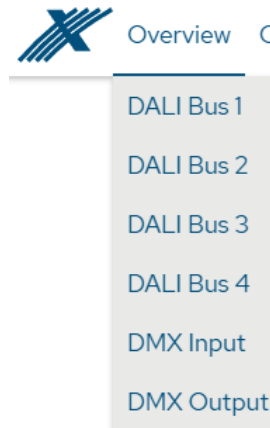 Overview
DALI Bus 1
DALI Bus 2
DALI Bus 3
DALI Bus 4
DMX Input
DMX Output